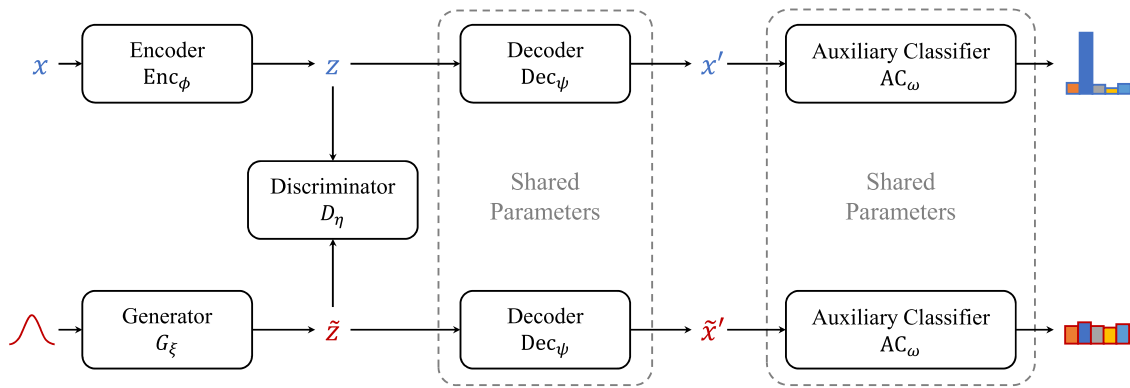 x
Encoder
Enc_ϕ
z
Decoder
Dec_ψ
x′
Auxiliary Classifier
AC_ω
Discriminator
D_η
Shared
Parameters
Shared
Parameters
Generator
G_ξ
z̃
Decoder
Dec_ψ
x̃′
Auxiliary Classifier
AC_ω